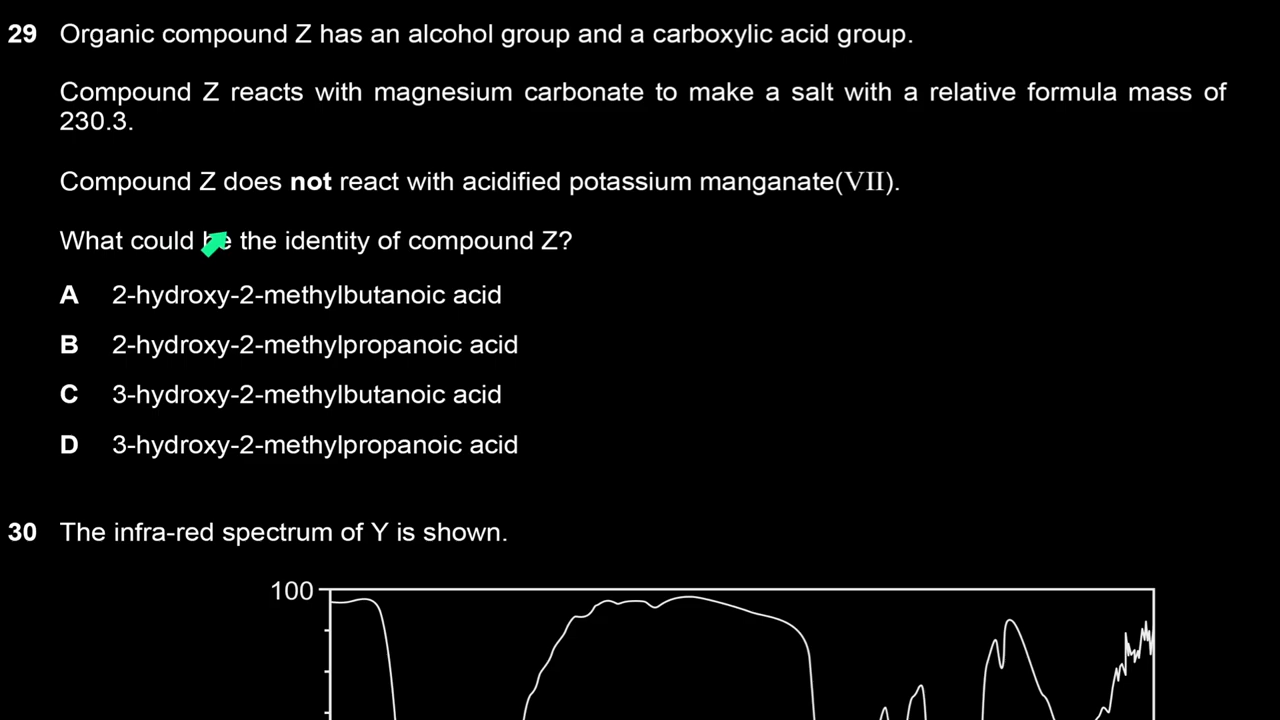 29 Organic compound Z has an alcohol group and a carboxylic acid group.
Compound Z reacts with magnesium carbonate to make a salt with a relative formula mass of
230.3.
Compound Z does not react with acidified potassium manganate(VII).
What could be the identity of compound Z?
A 2-hydroxy-2-methylbutanoic acid
B 2-hydroxy-2-methylpropanoic acid
C 3-hydroxy-2-methylbutanoic acid
D 3-hydroxy-2-methylpropanoic acid
30 The infra-red spectrum of Y is shown.
100